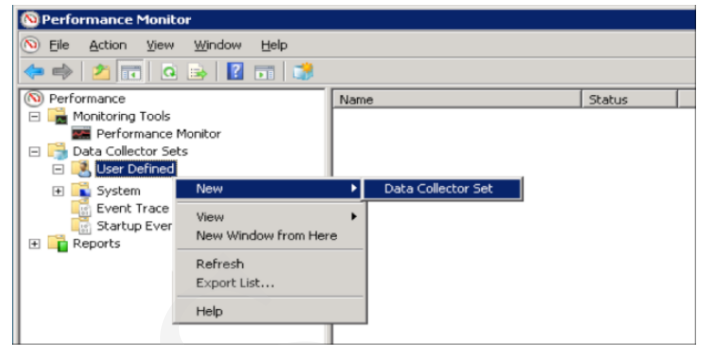 Performance Monitor
File Action View Window Help
Performance
Monitoring Tools
Performance Monitor
Data Collector Sets
User Defined
System
Event Trace
Startup Ever
Reports
Name Status
New
Data Collector Set
View
New Window from Here
Refresh
Export List...
Help